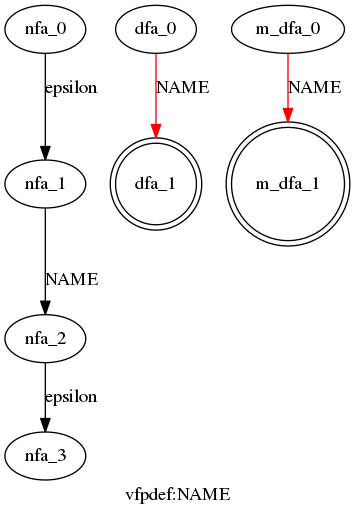 nfa_0
dfa_0
m_dfa_0
epsilon
NAME
NAME
nfa_1
dfa_1
m_dfa_1
NAME
nfa_2
epsilon
nfa_3
vfpdef:NAME